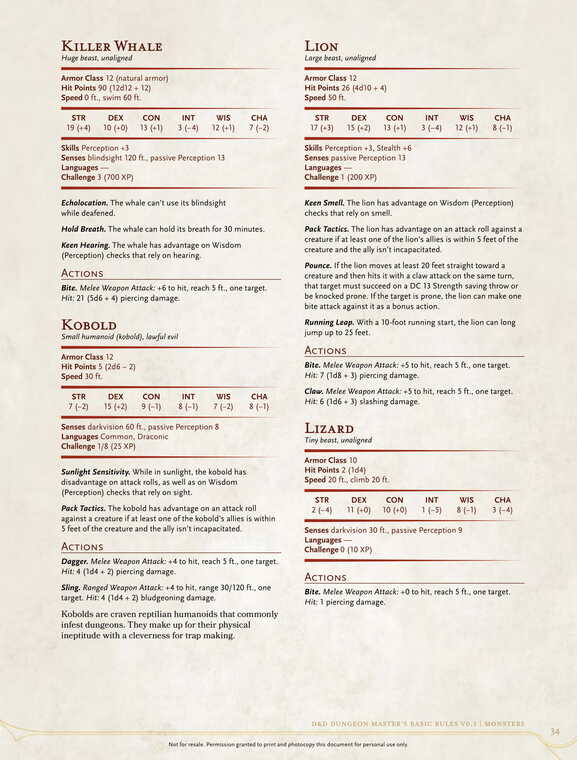 Killer Whale
Huge beast, unaligned
Armor Class 12 (natural armor)
Hit Points 90 (12d12 + 12)
Speed 0 ft., swim 60 ft.
STR DEX CON INT WIS CHA
19 (+4) 10 (+0) 13 (+1) 3 (−4) 12 (+1) 7 (−2)
Skills Perception +3
Senses blindsight 120 ft., passive Perception 13
Languages —
Challenge 3 (700 XP)
Echolocation. The whale can't use its blindsight
while deafened.
Hold Breath. The whale can hold its breath for 30 minutes.
Keen Hearing. The whale has advantage on Wisdom
(Perception) checks that rely on hearing.
Actions
Bite. Melee Weapon Attack: +6 to hit, reach 5 ft., one target.
Hit: 21 (5d6 + 4) piercing damage.
Kobold
Small humanoid (kobold), lawful evil
Armor Class 12
Hit Points 5 (2d6 − 2)
Speed 30 ft.
STR DEX CON INT WIS CHA
7 (−2) 15 (+2) 9 (−1) 8 (−1) 7 (−2) 8 (−1)
Senses darkvision 60 ft., passive Perception 8
Languages Common, Draconic
Challenge 1/8 (25 XP)
Sunlight Sensitivity. While in sunlight, the kobold has
disadvantage on attack rolls, as well as on Wisdom
(Perception) checks that rely on sight.
Pack Tactics. The kobold has advantage on an attack roll
against a creature if at least one of the kobold's allies is within
5 feet of the creature and the ally isn't incapacitated.
Actions
Dagger. Melee Weapon Attack: +4 to hit, reach 5 ft., one target.
Hit: 4 (1d4 + 2) piercing damage.
Sling. Ranged Weapon Attack: +4 to hit, range 30/120 ft., one
target. Hit: 4 (1d4 + 2) bludgeoning damage.
Kobolds are craven reptilian humanoids that commonly
infest dungeons. They make up for their physical
ineptitude with a cleverness for trap making.
Lion
Large beast, unaligned
Armor Class 12
Hit Points 26 (4d10 + 4)
Speed 50 ft.
STR DEX CON INT WIS CHA
17 (+3) 15 (+2) 13 (+1) 3 (−4) 12 (+1) 8 (−1)
Skills Perception +3, Stealth +6
Senses passive Perception 13
Languages —
Challenge 1 (200 XP)
Keen Smell. The lion has advantage on Wisdom (Perception)
checks that rely on smell.
Pack Tactics. The lion has advantage on an attack roll against a
creature if at least one of the lion's allies is within 5 feet of the
creature and the ally isn't incapacitated.
Pounce. If the lion moves at least 20 feet straight toward a
creature and then hits it with a claw attack on the same turn,
that target must succeed on a DC 13 Strength saving throw or
be knocked prone. If the target is prone, the lion can make one
bite attack against it as a bonus action.
Running Leap. With a 10-foot running start, the lion can long
jump up to 25 feet.
Actions
Bite. Melee Weapon Attack: +5 to hit, reach 5 ft., one target.
Hit: 7 (1d8 + 3) piercing damage.
Claw. Melee Weapon Attack: +5 to hit, reach 5 ft., one target.
Hit: 6 (1d6 + 3) slashing damage.
Lizard
Tiny beast, unaligned
Armor Class 10
Hit Points 2 (1d4)
Speed 20 ft., climb 20 ft.
STR DEX CON INT WIS CHA
2 (−4) 11 (+0) 10 (+0) 1 (−5) 8 (−1) 3 (−4)
Senses darkvision 30 ft., passive Perception 9
Languages —
Challenge 0 (10 XP)
Actions
Bite. Melee Weapon Attack: +0 to hit, reach 5 ft., one target.
Hit: 1 piercing damage.
D&D Dungeon Master's Basic Rules v0.3 | Monsters
34
Not for resale. Permission granted to print and photocopy this document for personal use only.